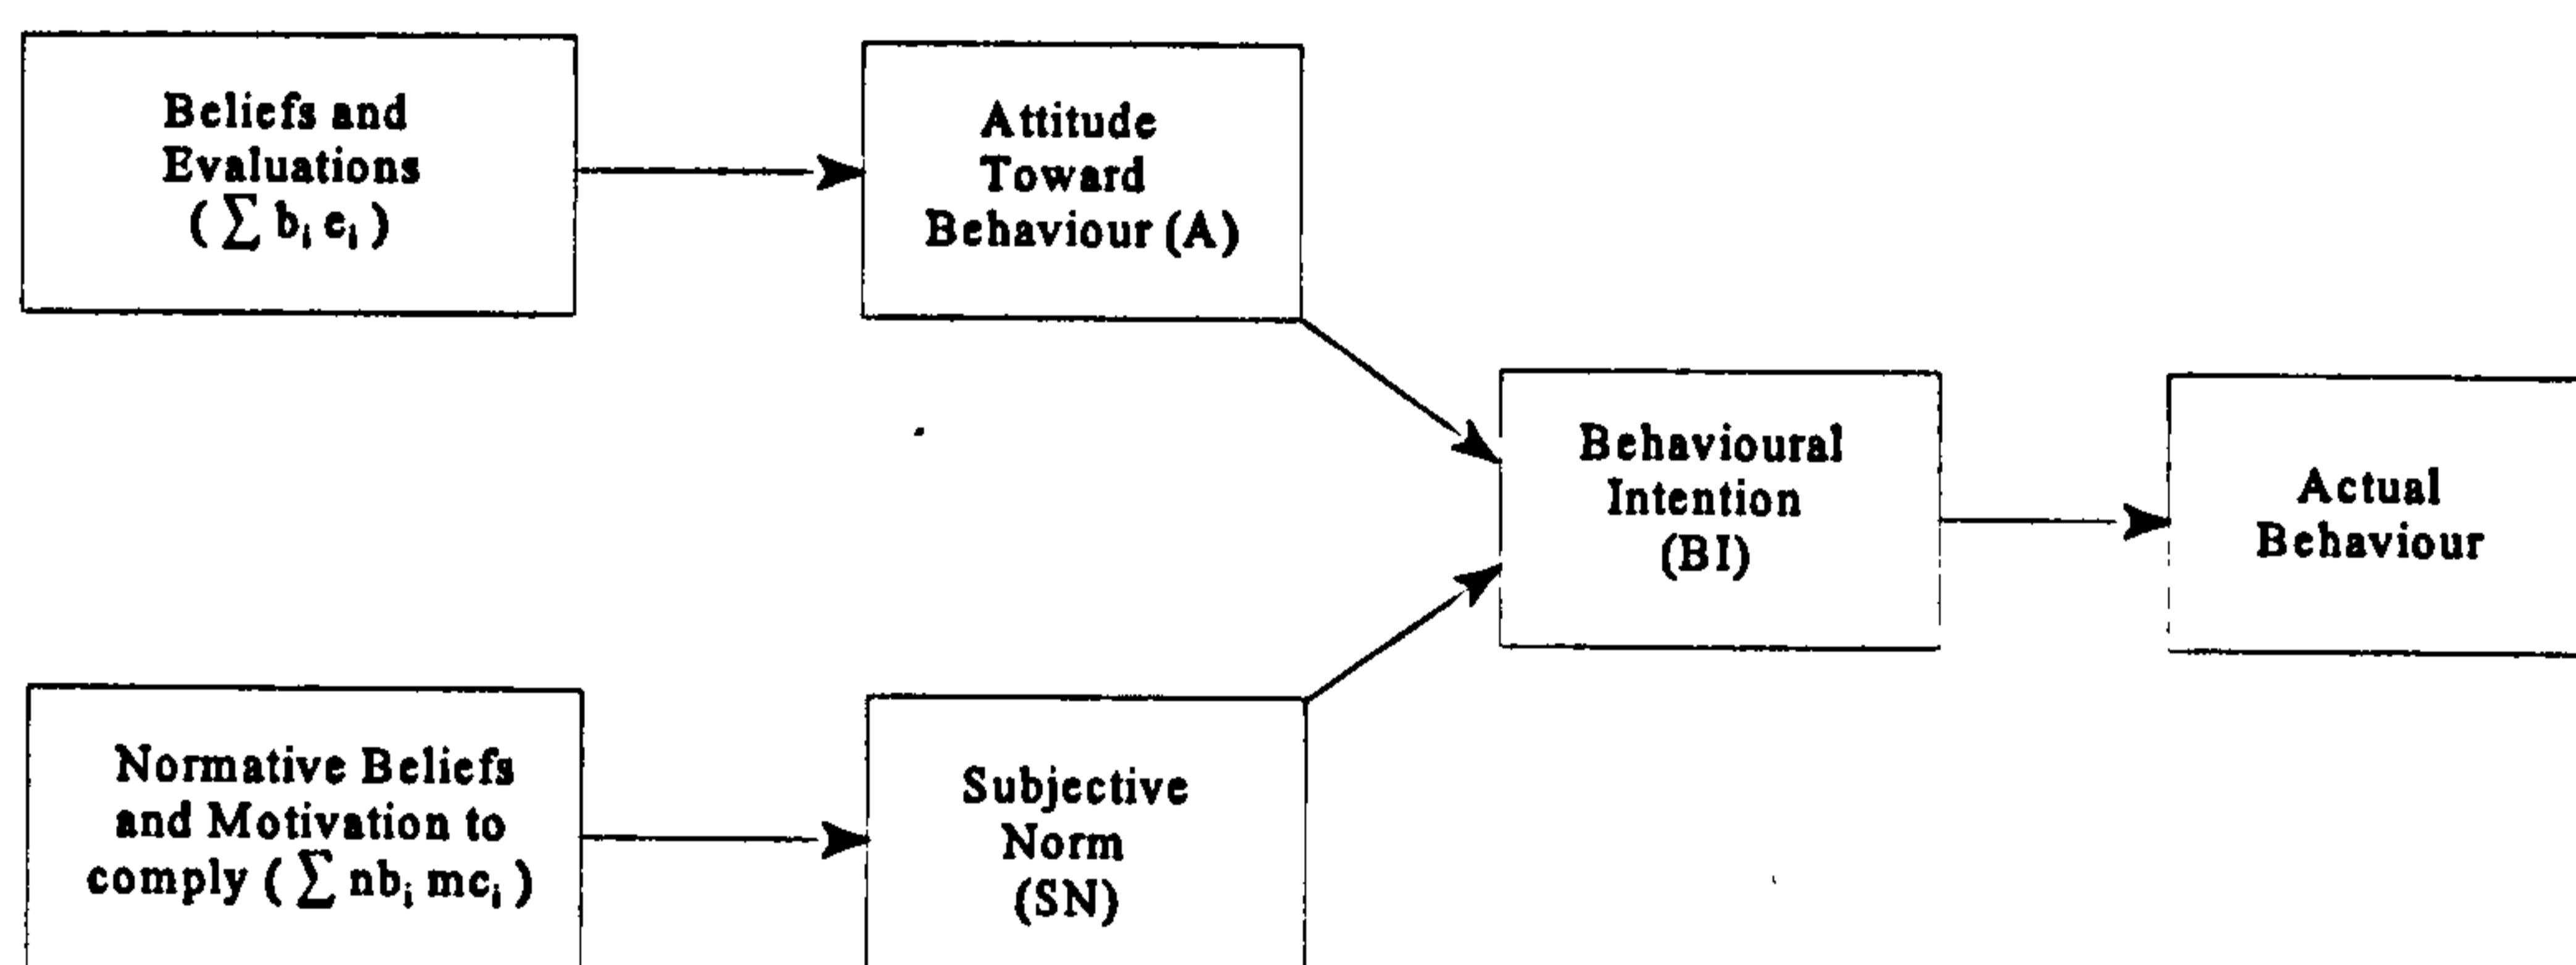 Beliefs and
Evaluations
( ∑ bᵢ eᵢ )
Attitude
Toward
Behaviour (A)
Behavioural
Intention
(BI)
Actual
Behaviour
Normative Beliefs
and Motivation to
comply ( ∑ nbᵢ mcᵢ )
Subjective
Norm
(SN)